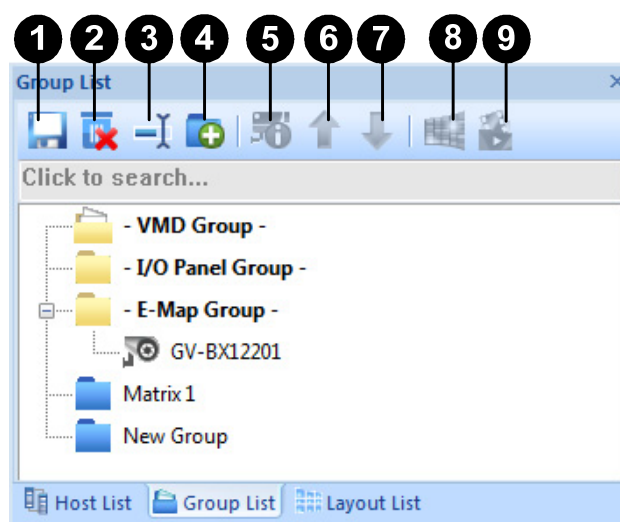 1 2 3 4 5 6 7 8 9
Group List
Click to search...
- VMD Group -
- I/O Panel Group -
- E-Map Group -
GV-BX12201
Matrix 1
New Group
Host List Group List Layout List